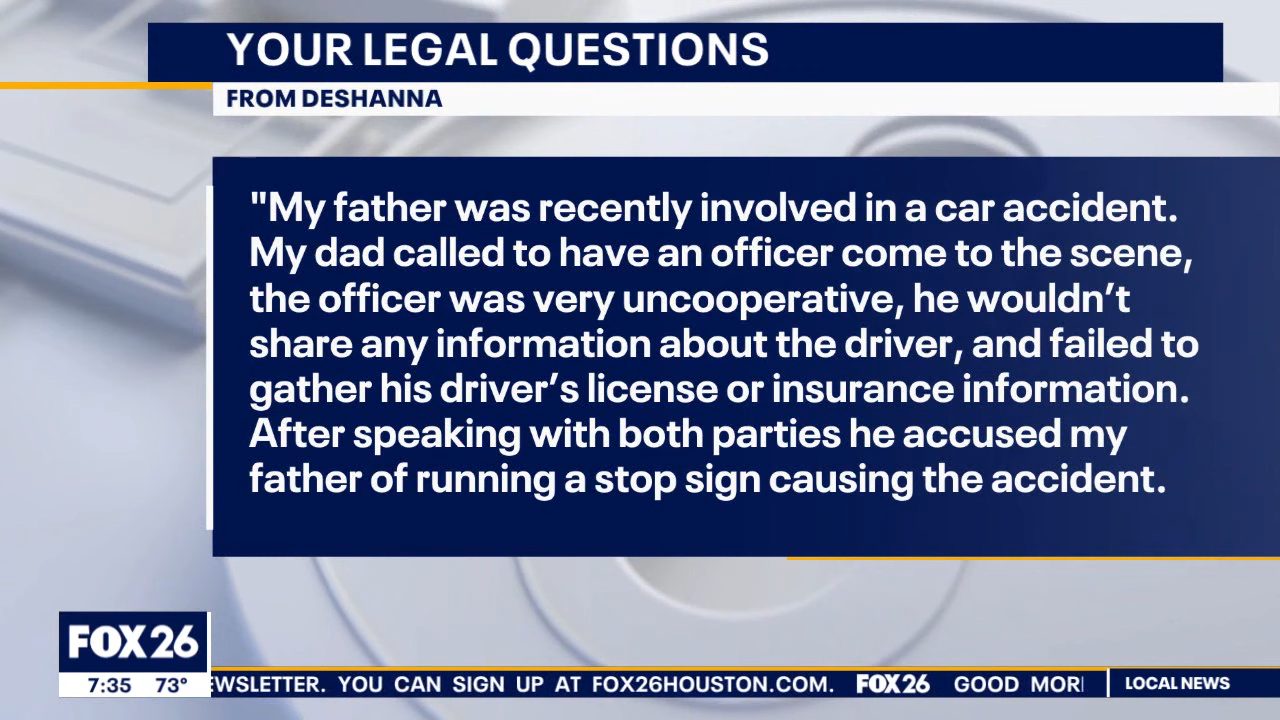 YOUR LEGAL QUESTIONS
FROM DESHANNA
"My father was recently involved in a car accident.
My dad called to have an officer come to the scene,
the officer was very uncooperative, he wouldn’t
share any information about the driver, and failed to
gather his driver’s license or insurance information.
After speaking with both parties he accused my
father of running a stop sign causing the accident.
FOX 26
7:35 73°
EWSLETTER. YOU CAN SIGN UP AT FOX26HOUSTON.COM. FOX 26 GOOD MOR
LOCAL NEWS